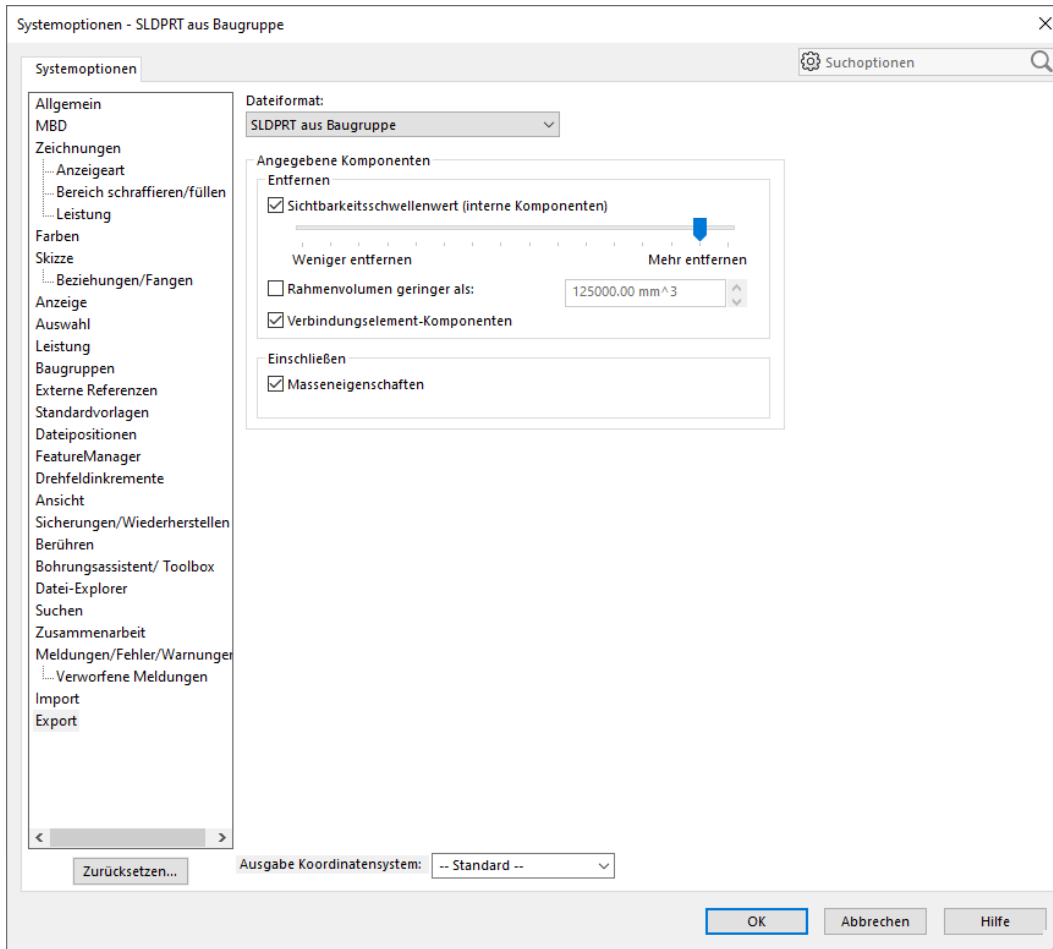 Systemoptionen - SLDPRT aus Baugruppe
Systemoptionen
Suchoptionen
Allgemein
MBD
Zeichnungen
Anzeigeart
Bereich schraffieren/füllen
Leistung
Farben
Skizze
Beziehungen/Fangen
Anzeige
Auswahl
Leistung
Baugruppen
Externe Referenzen
Standardvorlagen
Dateipositionen
FeatureManager
Drehfeldinkremente
Ansicht
Sicherungen/Wiederherstellen
Berühren
Bohrungsassistent/ Toolbox
Datei-Explorer
Suchen
Zusammenarbeit
Meldungen/Fehler/Warnunger
Verworfene Meldungen
Import
Export
Zurücksetzen...
Dateiformat:
SLDPRT aus Baugruppe
Angegebene Komponenten
Entfernen
Sichtbarkeitsschwellenwert (interne Komponenten)
Weniger entfernen Mehr entfernen
Rahmenvolumen geringer als: 125000.00 mm^3
Verbindungselement-Komponenten
Einschließen
Masseneigenschaften
Ausgabe Koordinatensystem: -- Standard --
OK Abbrechen Hilfe